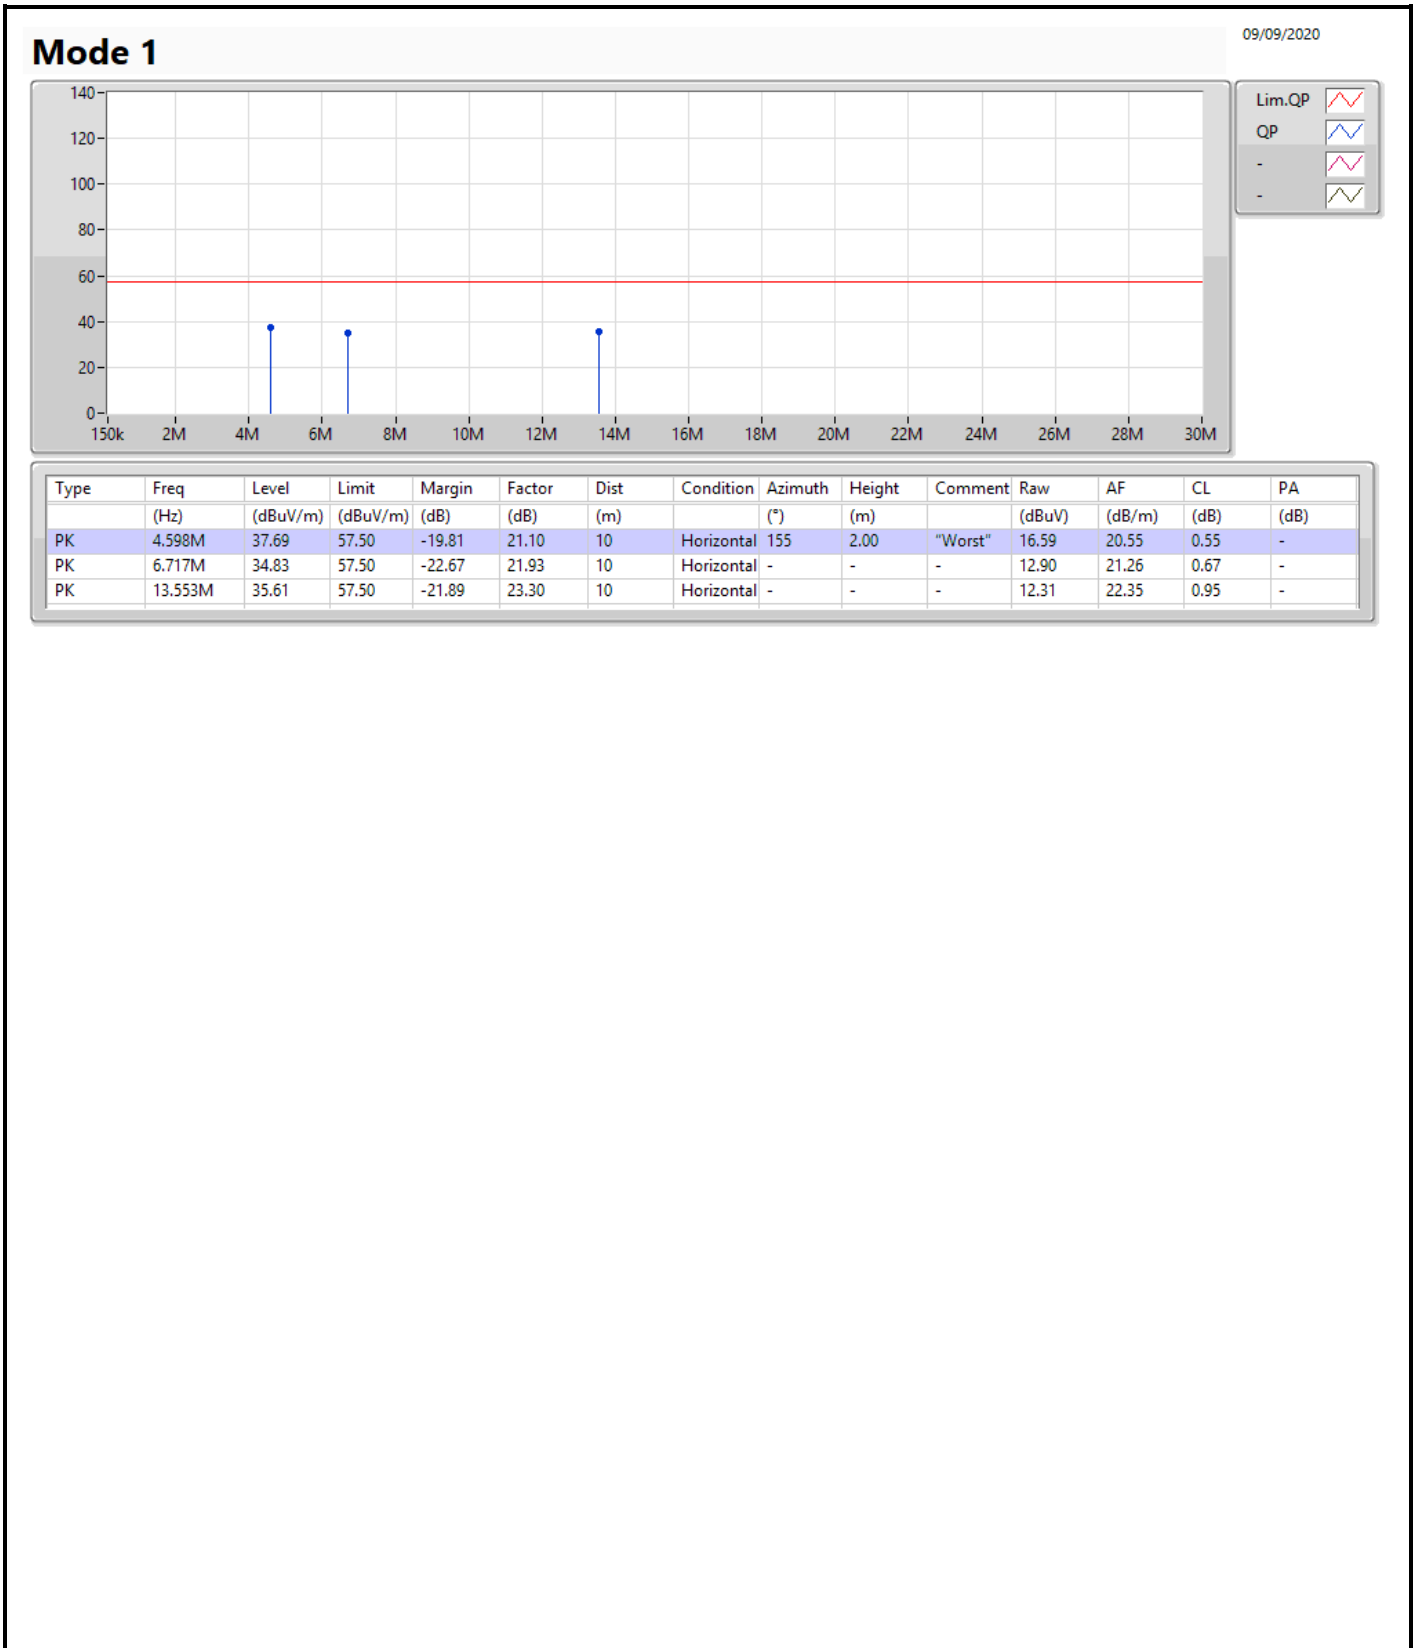 Mode 1
09/09/2020
140
120
100
80
60
40
20
0
150k 2M 4M 6M 8M 10M 12M 14M 16M 18M 20M 22M 24M 26M 28M 30M
Lim.QP
QP
-
-
Type Freq Level Limit Margin Factor Dist Condition Azimuth Height Comment Raw AF CL PA
(Hz) (dBuV/m) (dBuV/m) (dB) (dB) (m) (°) (m) (dBuV) (dB/m) (dB) (dB)
PK 4.598M 37.69 57.50 -19.81 21.10 10 Horizontal 155 2.00 "Worst" 16.59 20.55 0.55 -
PK 6.717M 34.83 57.50 -22.67 21.93 10 Horizontal - - - 12.90 21.26 0.67 -
PK 13.553M 35.61 57.50 -21.89 23.30 10 Horizontal - - - 12.31 22.35 0.95 -